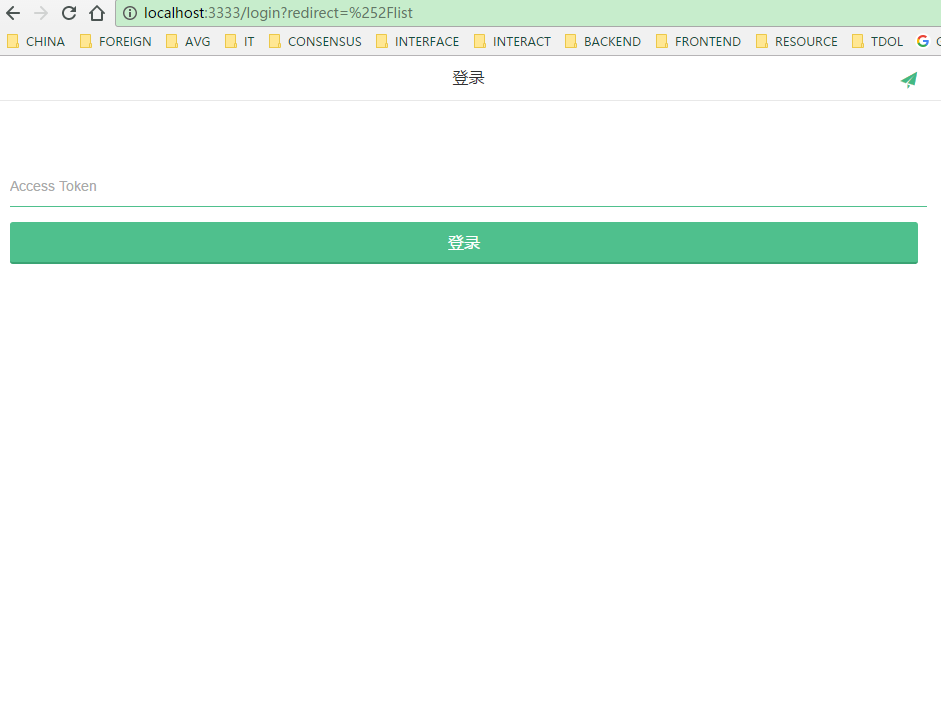 localhost:3333/login?redirect=%252Flist
CHINA FOREIGN AVG IT CONSENSUS INTERFACE INTERACT BACKEND FRONTEND RESOURCE TDOL
登录
Access Token
登录